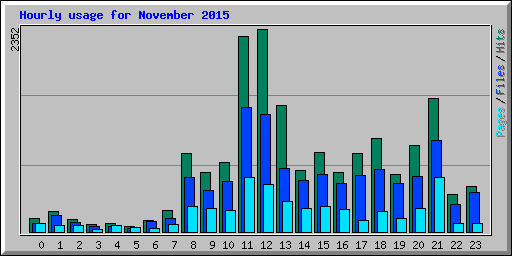 Hourly usage for November 2015
2352
Pages/Files/Hits
0 1 2 3 4 5 6 7 8 9 10 11 12 13 14 15 16 17 18 19 20 21 22 23